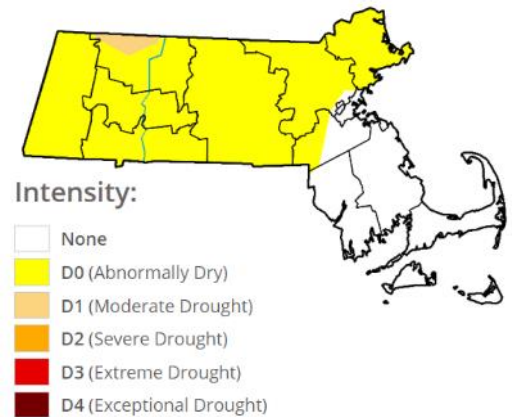 Intensity:
None
D0 (Abnormally Dry)
D1 (Moderate Drought)
D2 (Severe Drought)
D3 (Extreme Drought)
D4 (Exceptional Drought)